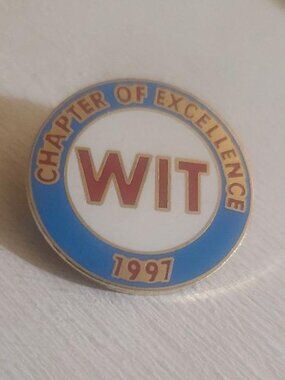 CHAPTER OF EXCELLENCE
WIT
1997